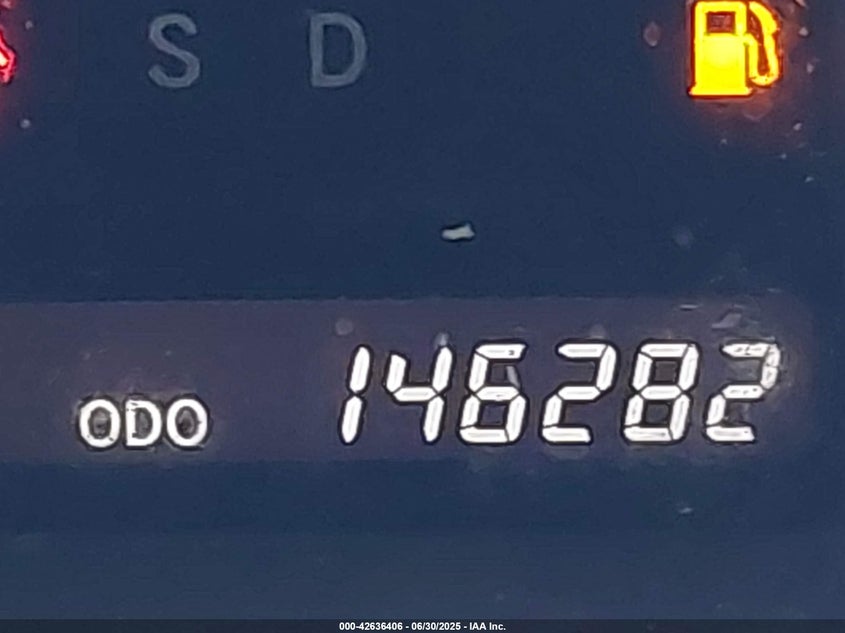 S D
ODO 146282
000-42636406 - 06/30/2025 - IAA Inc.